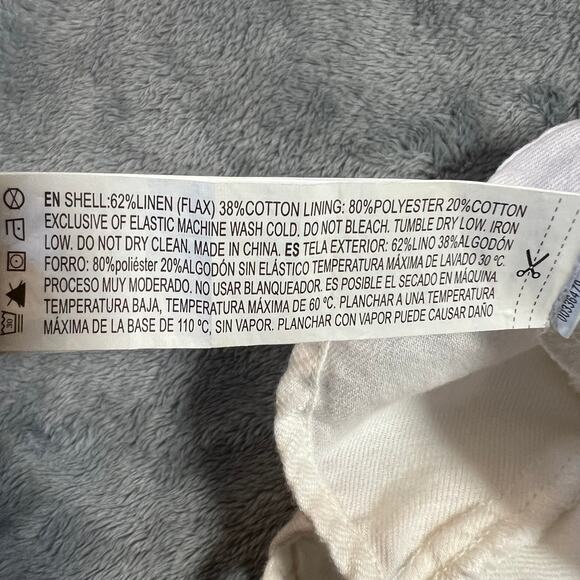 EN SHELL:62%LINEN (FLAX) 38%COTTON LINING: 80%POLYESTER 20%COTTON
EXCLUSIVE OF ELASTIC MACHINE WASH COLD. DO NOT BLEACH. TUMBLE DRY LOW. IRON
LOW. DO NOT DRY CLEAN. MADE IN CHINA. ES TELA EXTERIOR: 62%LINO 38%ALGODÓN
FORRO: 80%poliéster 20%ALGODÓN SIN ELÁSTICO TEMPERATURA MÁXIMA DE LAVADO 30 ºC.
PROCESO MUY MODERADO. NO USAR BLANQUEADOR. ES POSIBLE EL SECADO EN MÁQUINA.
TEMPERATURA BAJA, TEMPERATURA MÁXIMA DE 60 ºC. PLANCHAR A UNA TEMPERATURA
MÁXIMA DE LA BASE DE 110 ºC, SIN VAPOR. PLANCHAR CON VAPOR PUEDE CAUSAR DAÑO